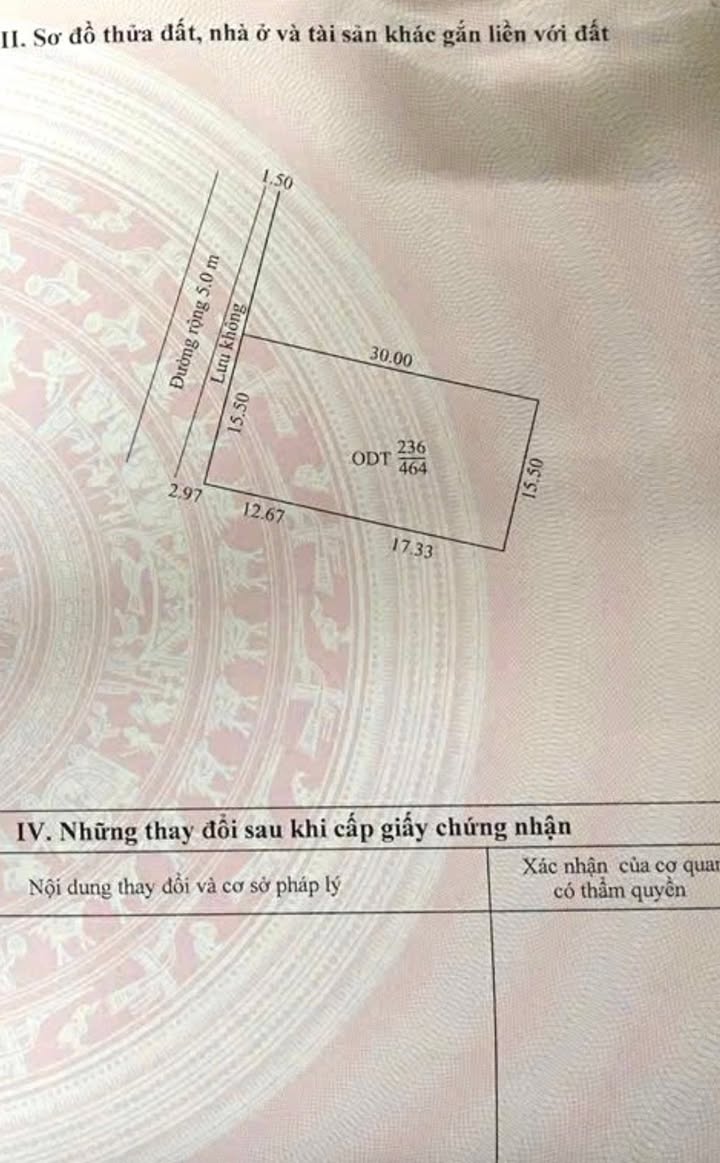 II. Sơ đồ thửa đất, nhà ở và tài sản khác gắn liền với đất
1.50
Đường rộng 5.0 m
Lưu không
30.00
15.50
ODT 236
464
15.50
2.97
12.67
17.33
IV. Những thay đổi sau khi cấp giấy chứng nhận
Nội dung thay đổi và cơ sở pháp lý
Xác nhận của cơ quan
có thẩm quyền